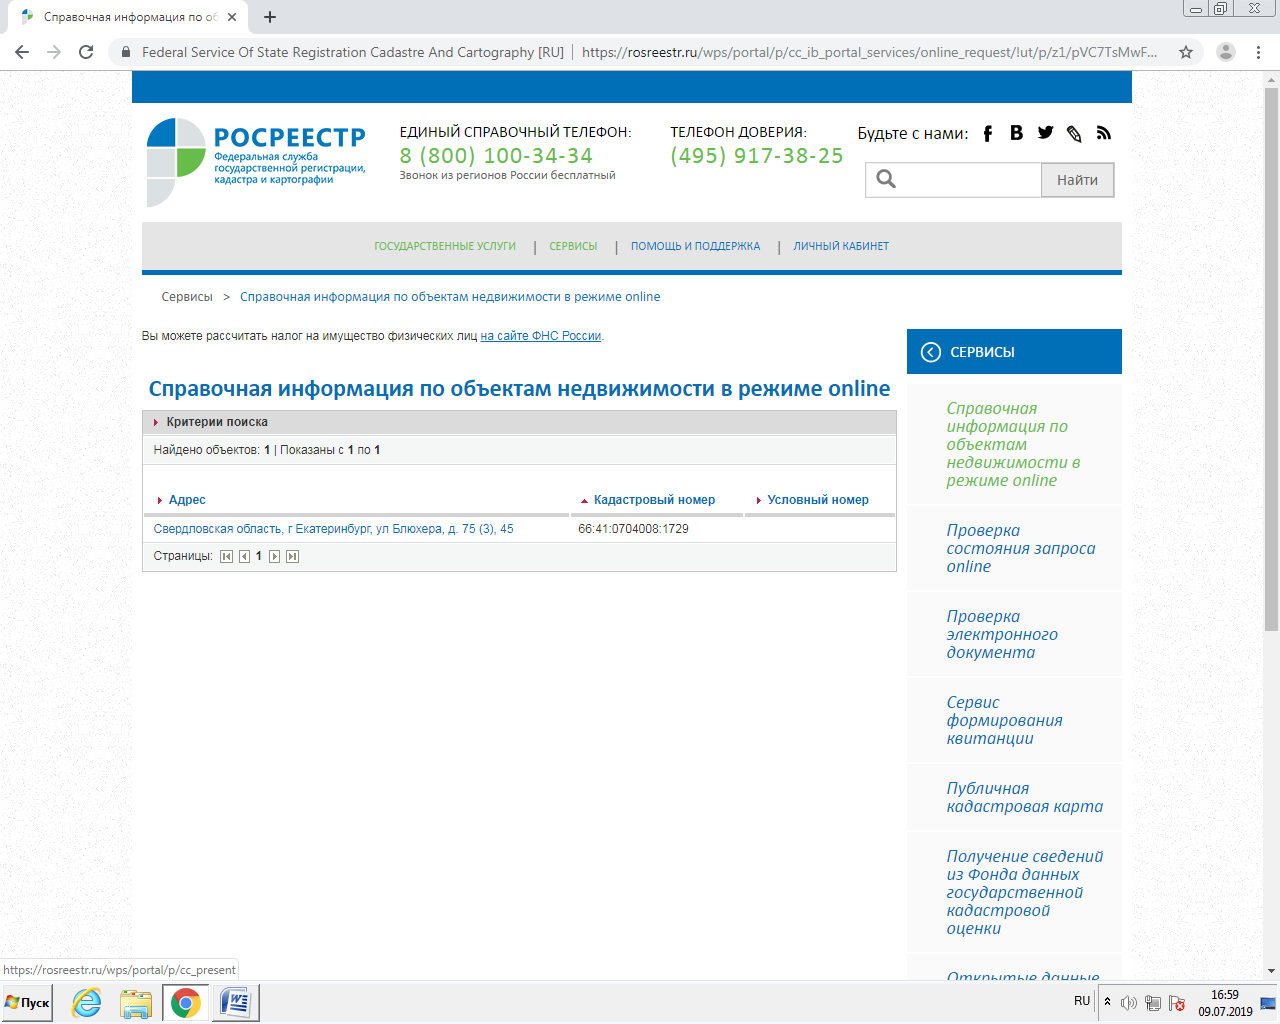 Справочная информация по об
Federal Service Of State Registration Cadastre And Cartography [RU] | https://rosreestr.ru/wps/portal/p/cc_ib_portal_services/online_request/!ut/p/z1/pVC7TsMwF...
РОСРЕЕСТР
Федеральная служба
государственной регистрации,
кадастра и картографии
ЕДИНЫЙ СПРАВОЧНЫЙ ТЕЛЕФОН:
8 (800) 100-34-34
Звонок из регионов России бесплатный
ТЕЛЕФОН ДОВЕРИЯ:
(495) 917-38-25
Будьте с нами:
Найти
ГОСУДАРСТВЕННЫЕ УСЛУГИ | СЕРВИСЫ | ПОМОЩЬ И ПОДДЕРЖКА | ЛИЧНЫЙ КАБИНЕТ
Сервисы > Справочная информация по объектам недвижимости в режиме online
Вы можете рассчитать налог на имущество физических лиц на сайте ФНС России.
Справочная информация по объектам недвижимости в режиме online
Критерии поиска
Найдено объектов: 1 | Показаны с 1 по 1
Адрес Кадастровый номер Условный номер
Свердловская область, г Екатеринбург, ул Блюхера, д. 75 (3), 45 66:41:0704008:1729
Страницы: 1
СЕРВИСЫ
Справочная
информация по
объектам
недвижимости в
режиме online
Проверка
состояния запроса
online
Проверка
электронного
документа
Сервис
формирования
квитанции
Публичная
кадастровая карта
Получение сведений
из Фонда данных
государственной
кадастровой
оценки
Открытые данные
https://rosreestr.ru/wps/portal/p/cc_present
Пуск
RU
16:59
09.07.2019